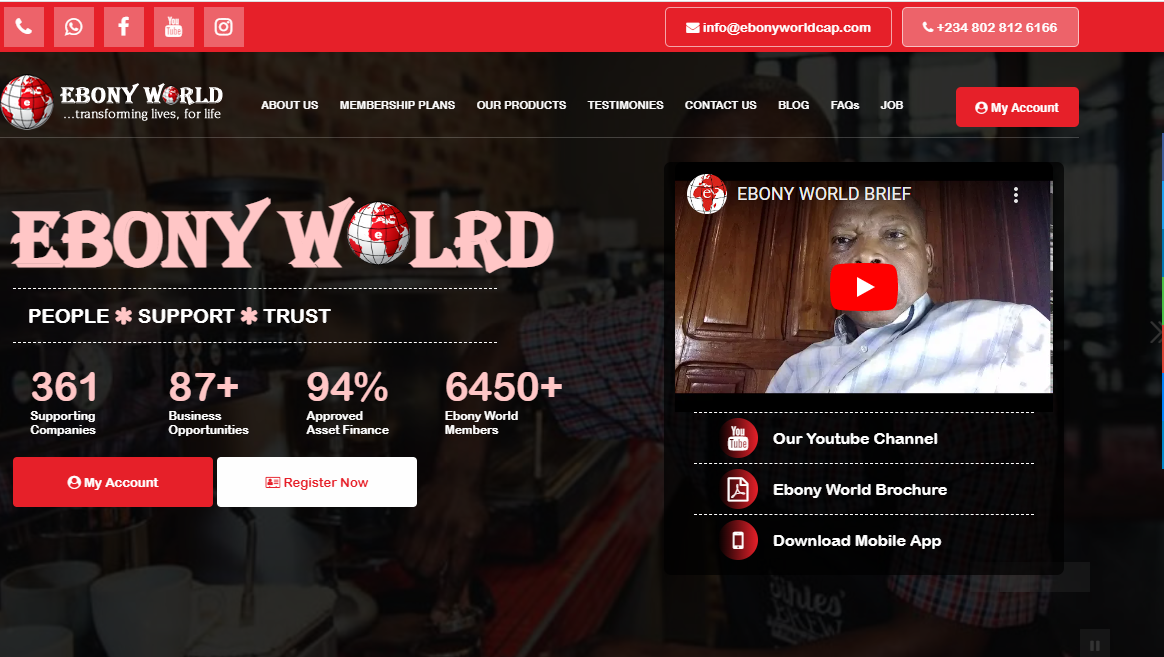 You Tube
info@ebonyworldcap.com
+234 802 812 6166
e
EBONY WORLD
...transforming lives, for life
ABOUT US
MEMBERSHIP PLANS
OUR PRODUCTS
TESTIMONIES
CONTACT US
BLOG
FAQs
JOB
My Account
EBONY WOLRD
e
PEOPLE ✱ SUPPORT ✱ TRUST
361
Supporting
Companies
87+
Business
Opportunities
94%
Approved
Asset Finance
6450+
Ebony World
Members
My Account
Register Now
e
EBONY WORLD BRIEF
You Tube
Our Youtube Channel
Ebony World Brochure
Download Mobile App